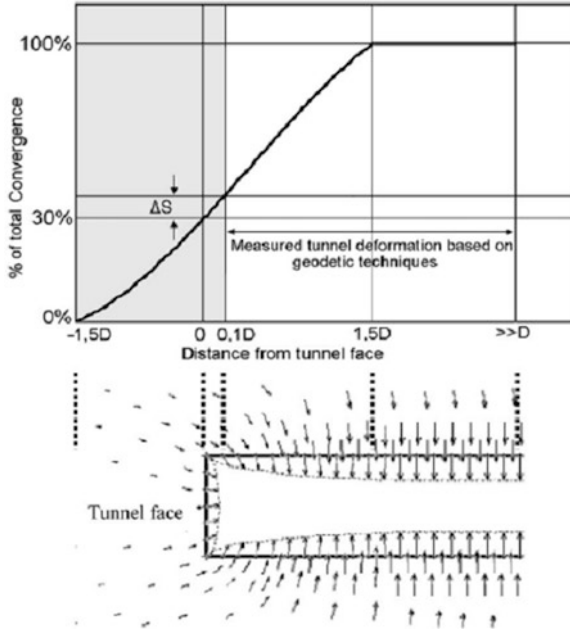 100%
% of total Convergence
ΔS
30%
Measured tunnel deformation based on
geodetic techniques
0%
-1,5D
0
0,1D
1,5D
>>D
Distance from tunnel face
Tunnel face